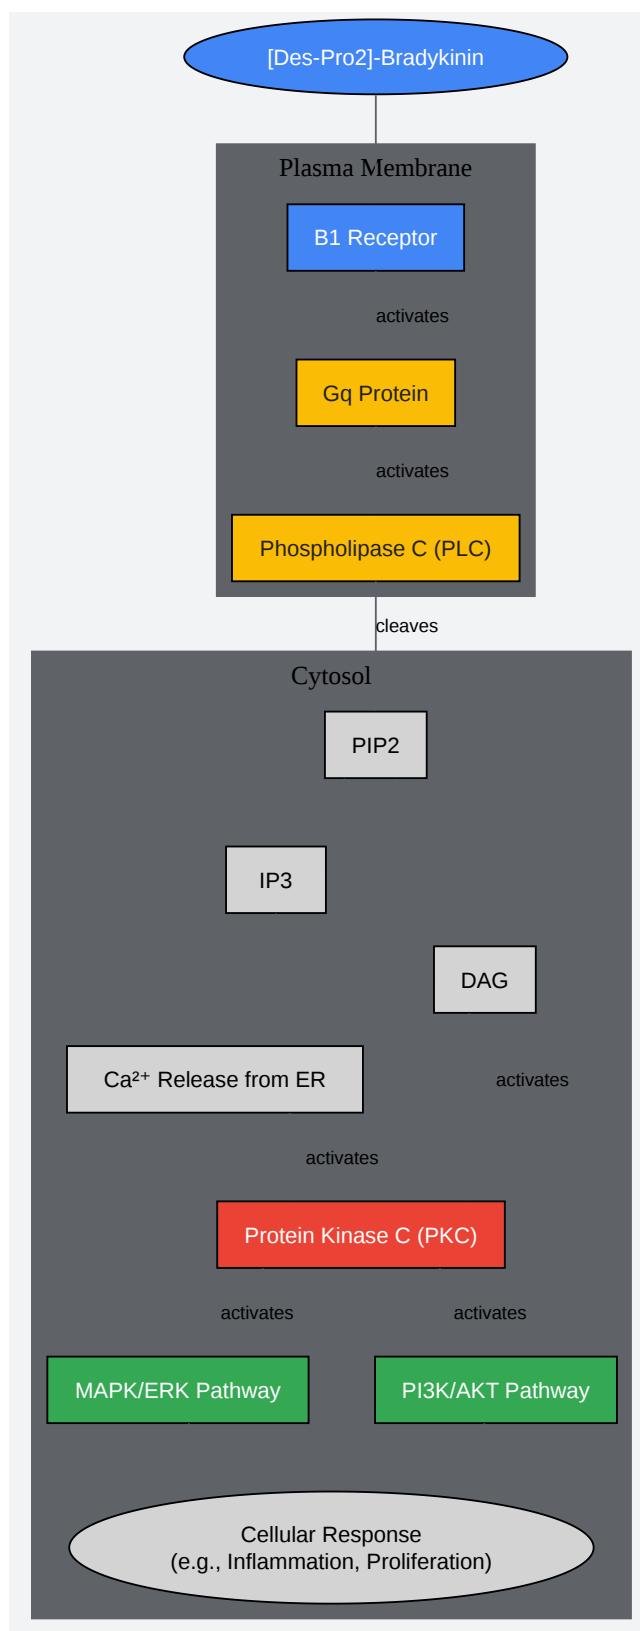 [Des-Pro2]-Bradykinin
Plasma Membrane
B1 Receptor
activates
Gq Protein
activates
Phospholipase C (PLC)
cleaves
Cytosol
PIP2
IP3
DAG
Ca²⁺ Release from ER
activates
activates
Protein Kinase C (PKC)
activates
activates
MAPK/ERK Pathway
PI3K/AKT Pathway
Cellular Response
(e.g., Inflammation, Proliferation)